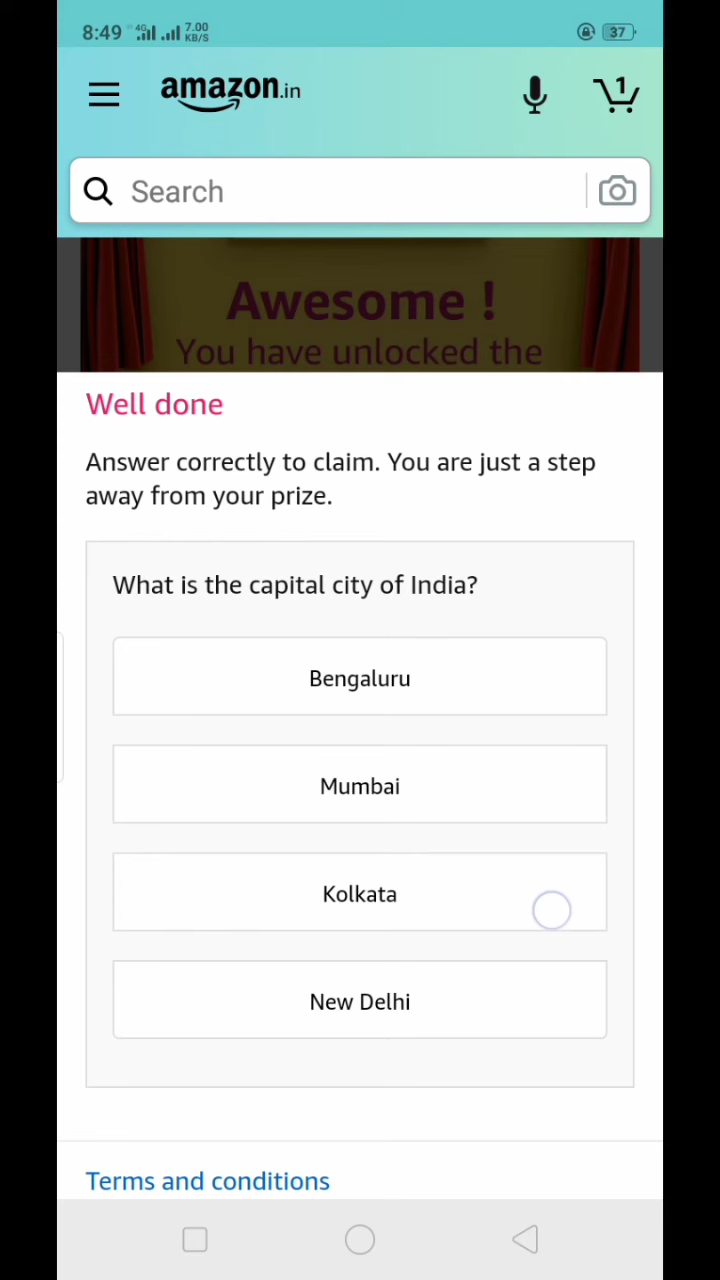 8:49 4G 7.00 KB/S 37
amazon.in 1
Search
Awesome !
You have unlocked the
Well done
Answer correctly to claim. You are just a step
away from your prize.
What is the capital city of India?
Bengaluru
Mumbai
Kolkata
New Delhi
Terms and conditions